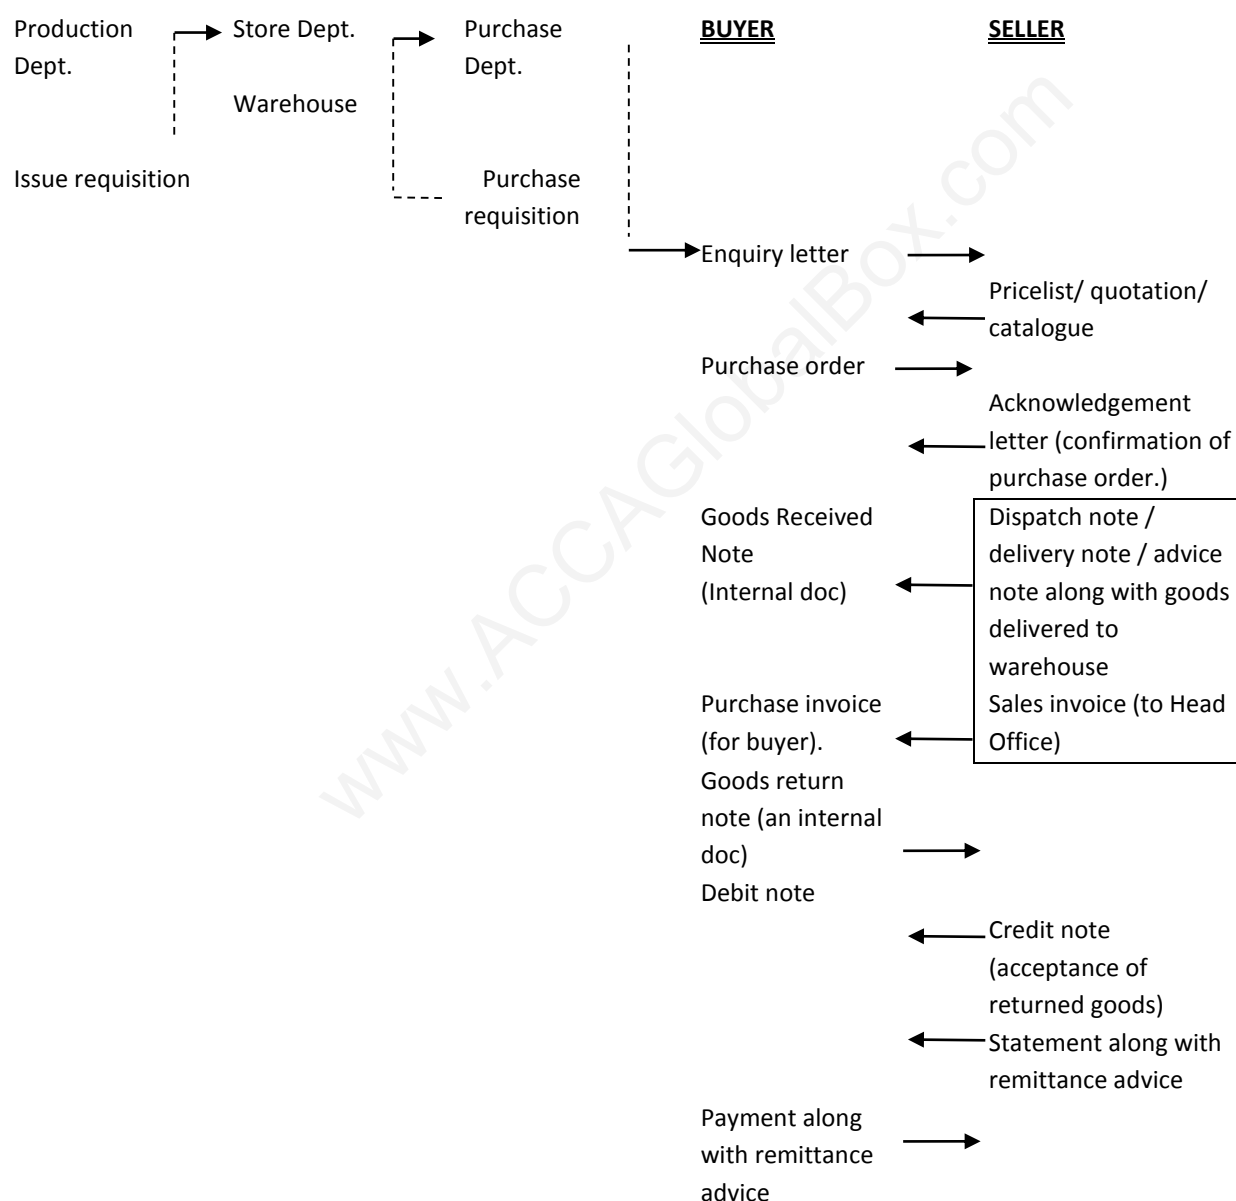 Production
Dept.
Store Dept.
Warehouse
Purchase
Dept.
BUYER
SELLER
Issue requisition
Purchase
requisition
Enquiry letter
Pricelist/ quotation/
catalogue
Purchase order
Acknowledgement
letter (confirmation of
purchase order.)
Goods Received
Note
(Internal doc)
Dispatch note /
delivery note / advice
note along with goods
delivered to
warehouse
Purchase invoice
(for buyer).
Sales invoice (to Head
Office)
Goods return
note (an internal
doc)
Debit note
Credit note
(acceptance of
returned goods)
Statement along with
remittance advice
Payment along
with remittance
advice
www.ACCAGlobalBox.com